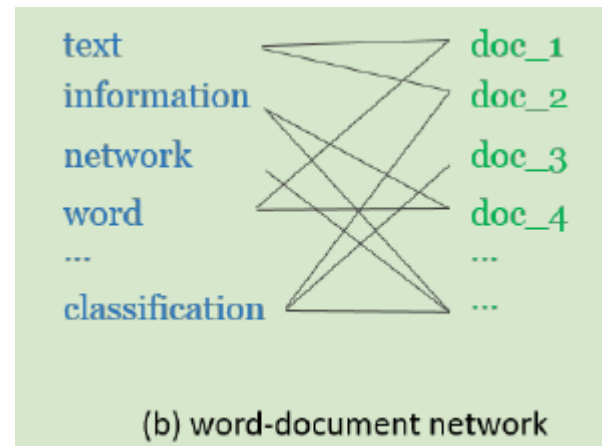 text doc_1
information doc_2
network doc_3
word doc_4
... ...
classification ...
(b) word-document network